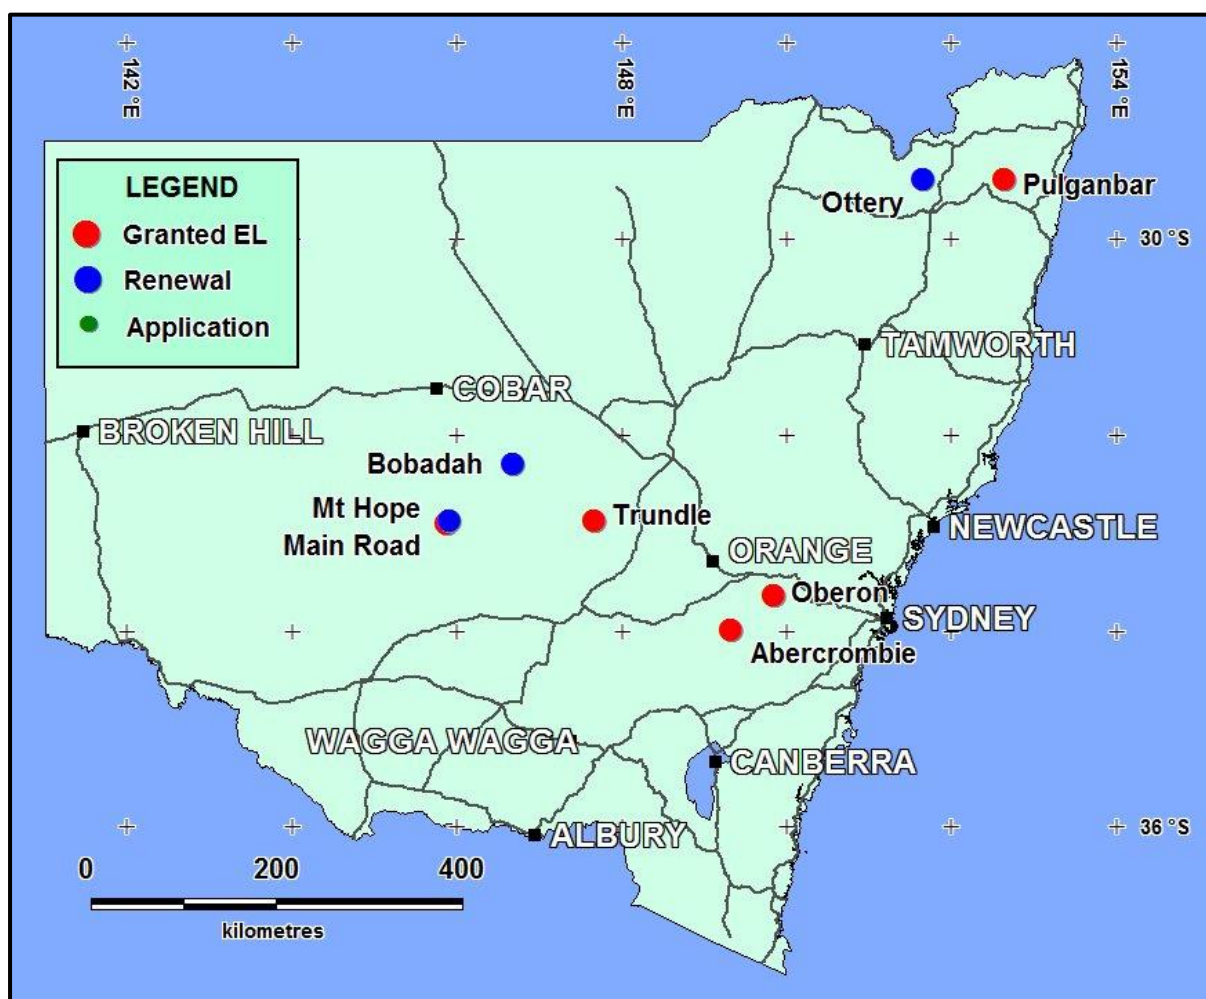 142 °E
148 °E
154 °E
LEGEND
Granted EL
Renewal
Application
Ottery
Pulganbar
30 °S
TAMWORTH
COBAR
BROKEN HILL
Bobadah
Mt Hope
Main Road
Trundle
NEWCASTLE
ORANGE
Oberon
SYDNEY
Abercrombie
WAGGA WAGGA
CANBERRA
ALBURY
36 °S
0 200 400
kilometres